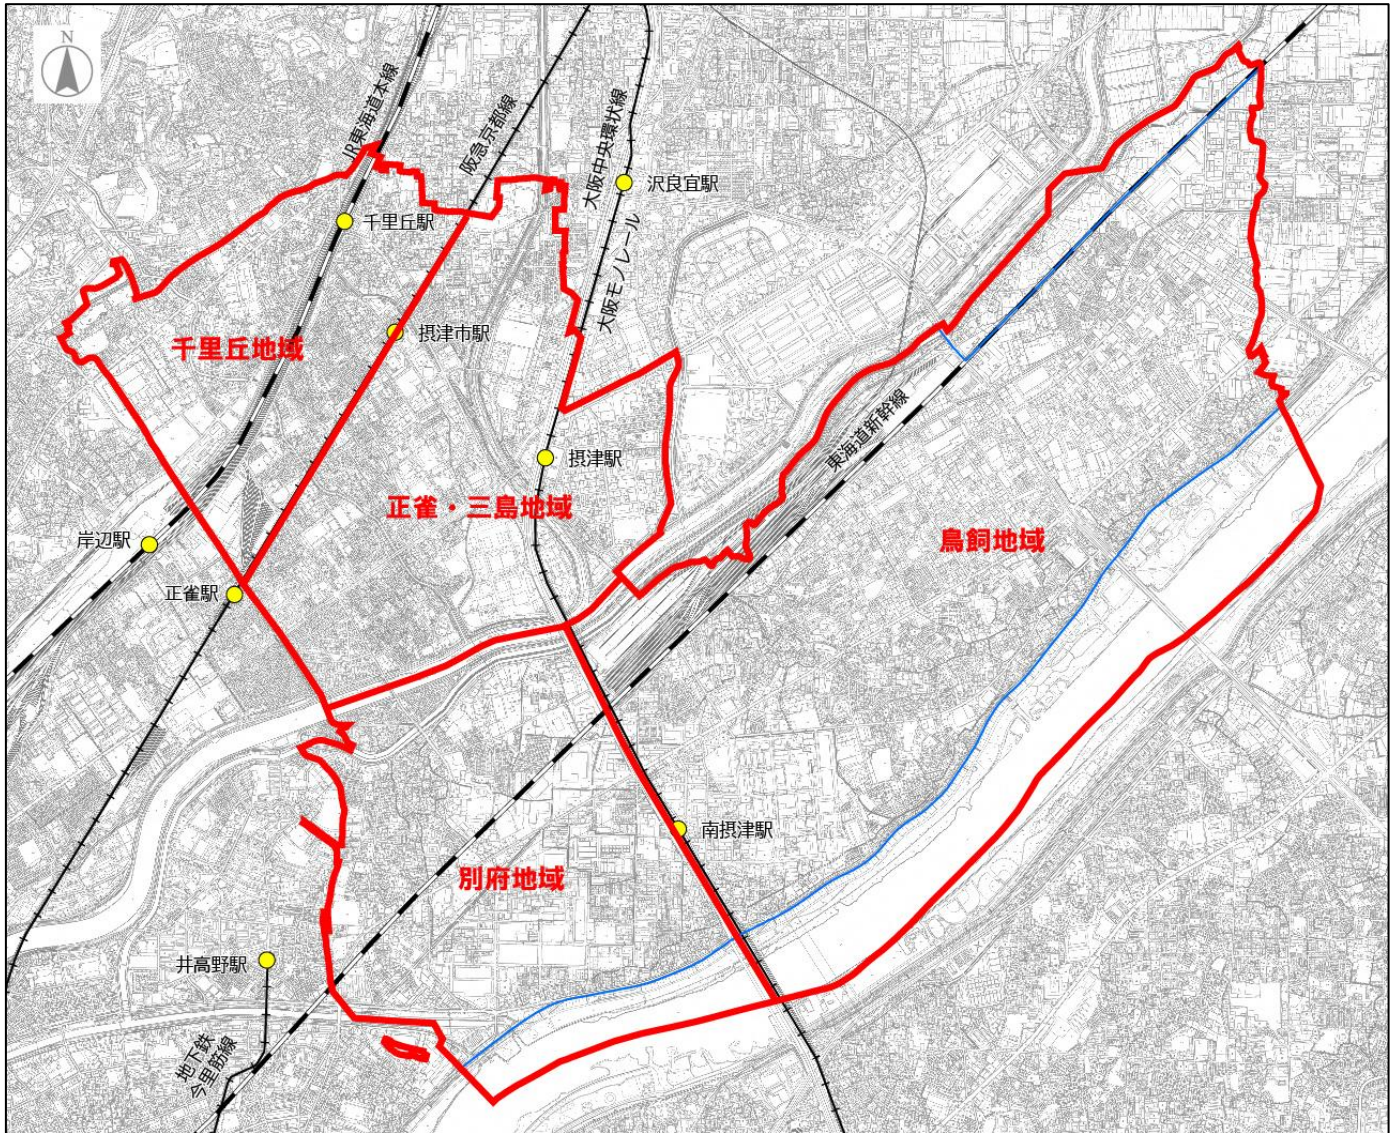 N
JR東海道本線
阪急京都線
大阪中央環状線
沢良宜駅
千里丘駅
大阪モノレール
摂津市駅
千里丘地域
東海道新幹線
摂津駅
正雀・三島地域
岸辺駅
鳥飼地域
正雀駅
南摂津駅
別府地域
井高野駅
地下鉄
今里筋線